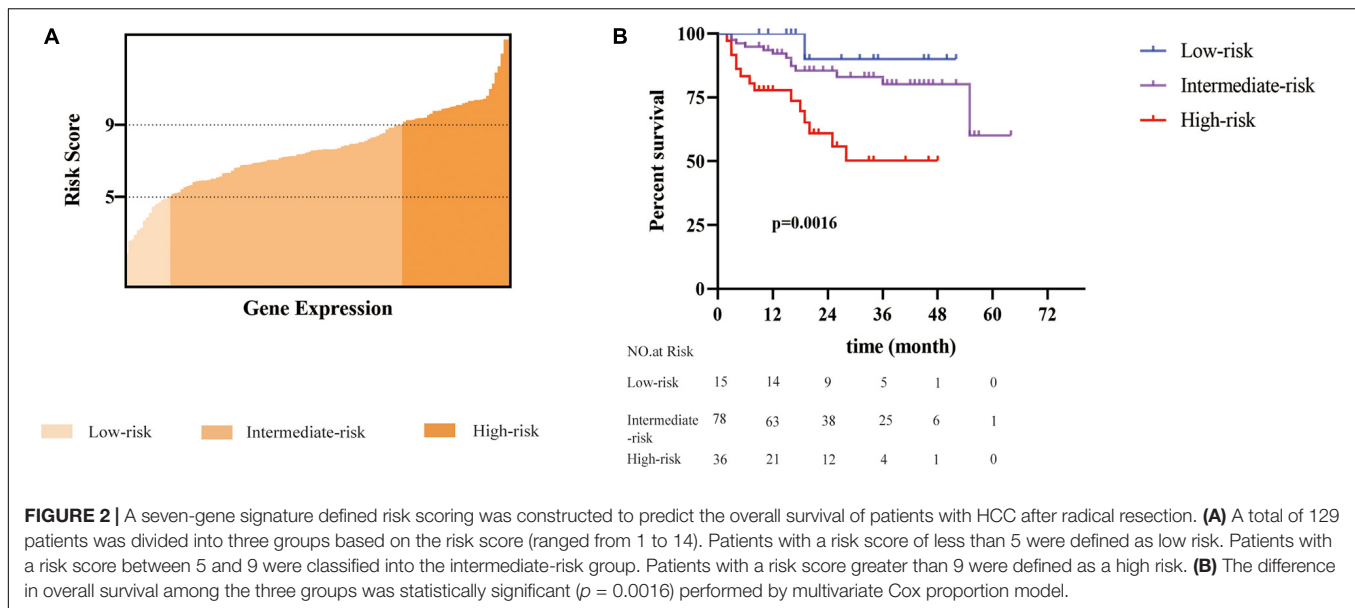 A
Risk Score
9
5
Gene Expression
Low-risk Intermediate-risk High-risk
B
Percent survival
100
75
50
25
0
p=0.0016
0 12 24 36 48 60 72
time (month)
Low-risk
Intermediate-risk
High-risk
NO.at Risk
Low-risk 15 14 9 5 1 0
Intermediate 78 63 38 25 6 1
-risk
High-risk 36 21 12 4 1 0
FIGURE 2 | A seven-gene signature defined risk scoring was constructed to predict the overall survival of patients with HCC after radical resection. (A) A total of 129
patients was divided into three groups based on the risk score (ranged from 1 to 14). Patients with a risk score of less than 5 were defined as low risk. Patients with
a risk score between 5 and 9 were classified into the intermediate-risk group. Patients with a risk score greater than 9 were defined as a high risk. (B) The difference
in overall survival among the three groups was statistically significant (p = 0.0016) performed by multivariate Cox proportion model.